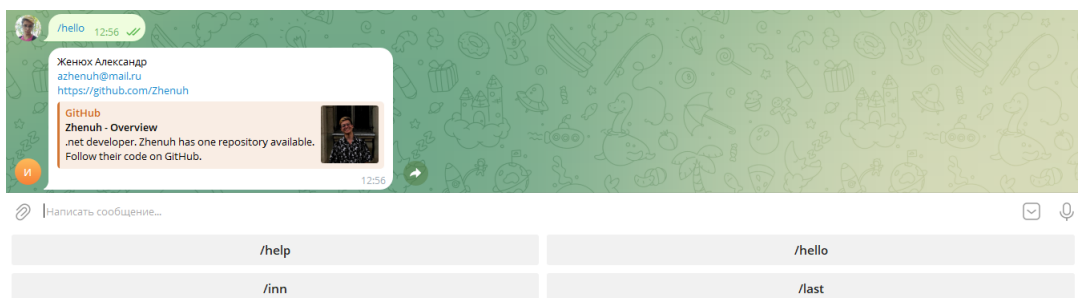 /hello 12:56
Женюх Александр
azhenuh@mail.ru
https://github.com/Zhenuh
GitHub
Zhenuh - Overview
.net developer. Zhenuh has one repository available.
Follow their code on GitHub.
И
12:56
Написать сообщение...
/help /hello
/inn /last